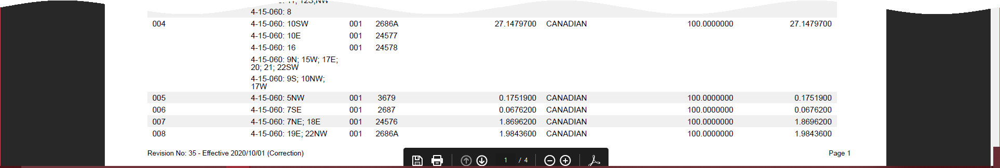 4-15-060: 8
004 4-15-060: 10SW 001 2686A 27.1479700 CANADIAN 100.0000000 27.1479700
4-15-060: 10E 001 24577
4-15-060: 16 001 24578
4-15-060: 9N; 15W; 17E;
20; 21; 22SW
4-15-060: 9S; 10NW;
17W
005 4-15-060: 5NW 001 3679 0.1751900 CANADIAN 100.0000000 0.1751900
006 4-15-060: 7SE 001 2687 0.0676200 CANADIAN 100.0000000 0.0676200
007 4-15-060: 7NE; 18E 001 24576 1.8696200 CANADIAN 100.0000000 1.8696200
008 4-15-060: 19E; 22NW 001 2686A 1.9843600 CANADIAN 100.0000000 1.9843600
Revision No: 35 - Effective 2020/10/01 (Correction) Page 1
1 / 4